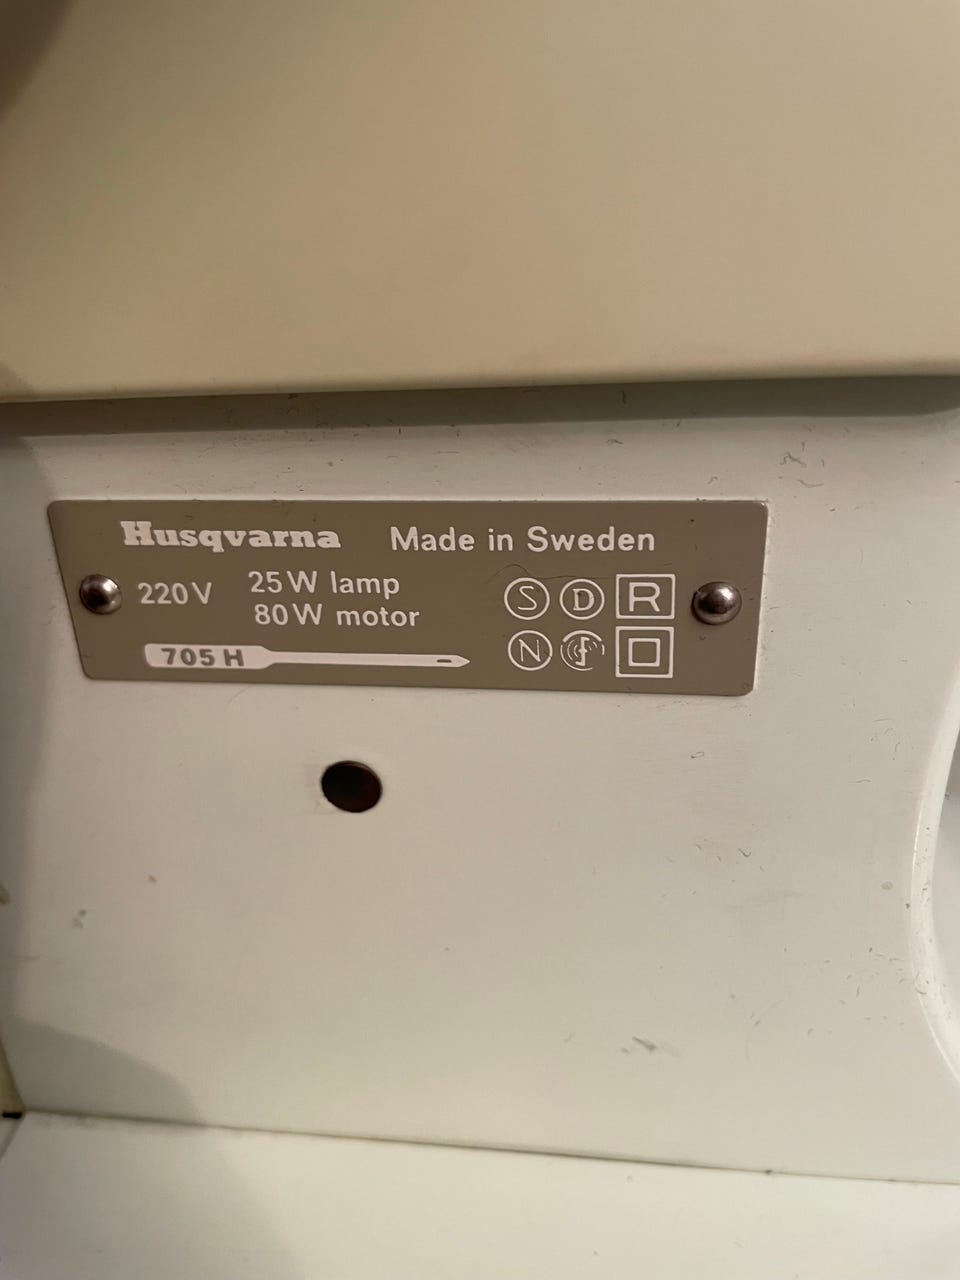 Husqvarna Made in Sweden
220V 25W lamp
80W motor
705 H
S D R
N